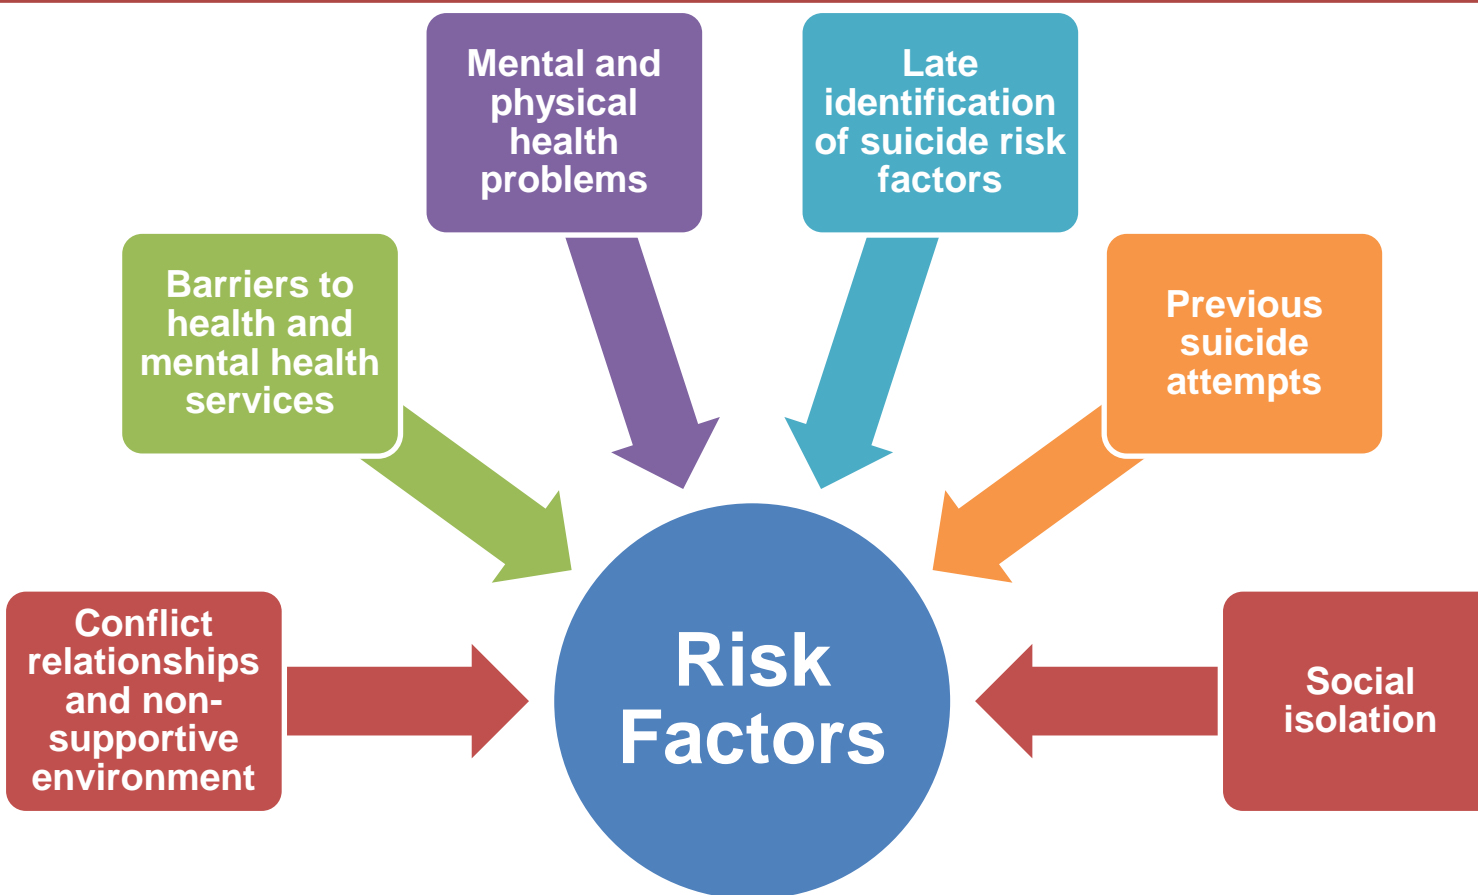 Mental and
physical
health
problems
Late
identification
of suicide risk
factors
Barriers to
health and
mental health
services
Previous
suicide
attempts
Conflict
relationships
and non-
supportive
environment
Risk
Factors
Social
isolation